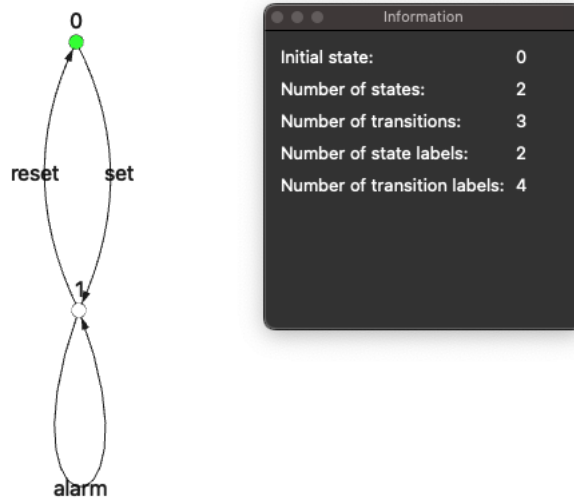 0
reset
set
1
alarm
Information
Initial state: 0
Number of states: 2
Number of transitions: 3
Number of state labels: 2
Number of transition labels: 4